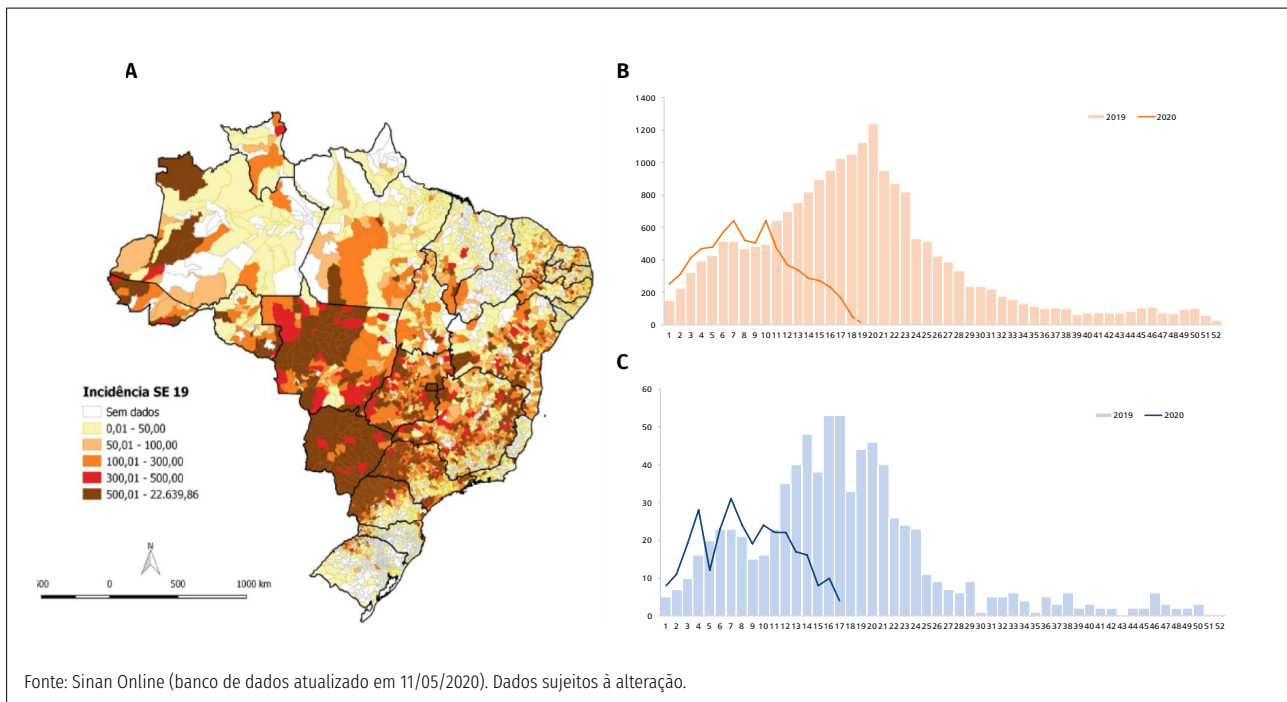 A
Incidência SE 19
Sem dados
0,01 - 50,00
50,01 - 100,00
100,01 - 300,00
300,01 - 500,00
500,01 - 22.639,86
N
500 0 500 1000 km
B
2019 2020
1400
1200
1000
800
600
400
200
0
1 2 3 4 5 6 7 8 9 10 11 12 13 14 15 16 17 18 19 20 21 22 23 24 25 26 27 28 29 30 31 32 33 34 35 36 37 38 39 40 41 42 43 44 45 46 47 48 49 50 51 52
C
2019 2020
60
50
40
30
20
10
0
1 2 3 4 5 6 7 8 9 10 11 12 13 14 15 16 17 18 19 20 21 22 23 24 25 26 27 28 29 30 31 32 33 34 35 36 37 38 39 40 41 42 43 44 45 46 47 48 49 50 51 52
Fonte: Sinan Online (banco de dados atualizado em 11/05/2020). Dados sujeitos à alteração.